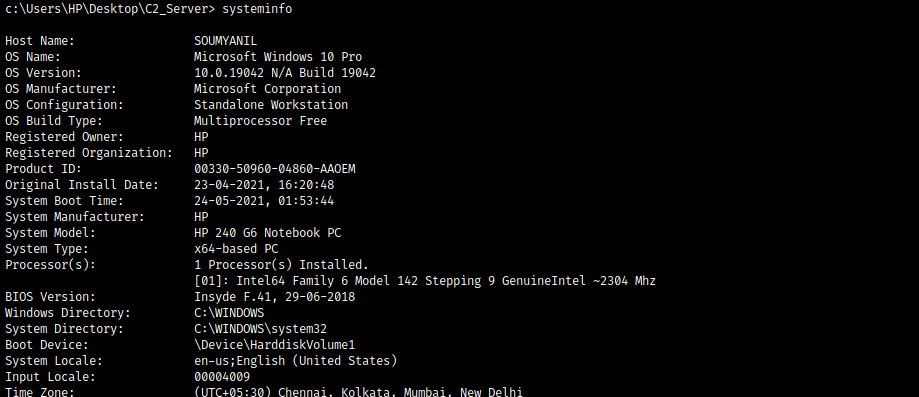 c:\Users\HP\Desktop\C2_Server> systeminfo
Host Name: SOUMYANIL
OS Name: Microsoft Windows 10 Pro
OS Version: 10.0.19042 N/A Build 19042
OS Manufacturer: Microsoft Corporation
OS Configuration: Standalone Workstation
OS Build Type: Multiprocessor Free
Registered Owner: HP
Registered Organization: HP
Product ID: 00330-50960-04860-AAOEM
Original Install Date: 23-04-2021, 16:20:48
System Boot Time: 24-05-2021, 01:53:44
System Manufacturer: HP
System Model: HP 240 G6 Notebook PC
System Type: x64-based PC
Processor(s): 1 Processor(s) Installed.
[01]: Intel64 Family 6 Model 142 Stepping 9 GenuineIntel ~2304 Mhz
BIOS Version: Insyde F.41, 29-06-2018
Windows Directory: C:\WINDOWS
System Directory: C:\WINDOWS\system32
Boot Device: \Device\HarddiskVolume1
System Locale: en-us;English (United States)
Input Locale: 00004009
Time Zone: (UTC+05:30) Chennai, Kolkata, Mumbai, New Delhi